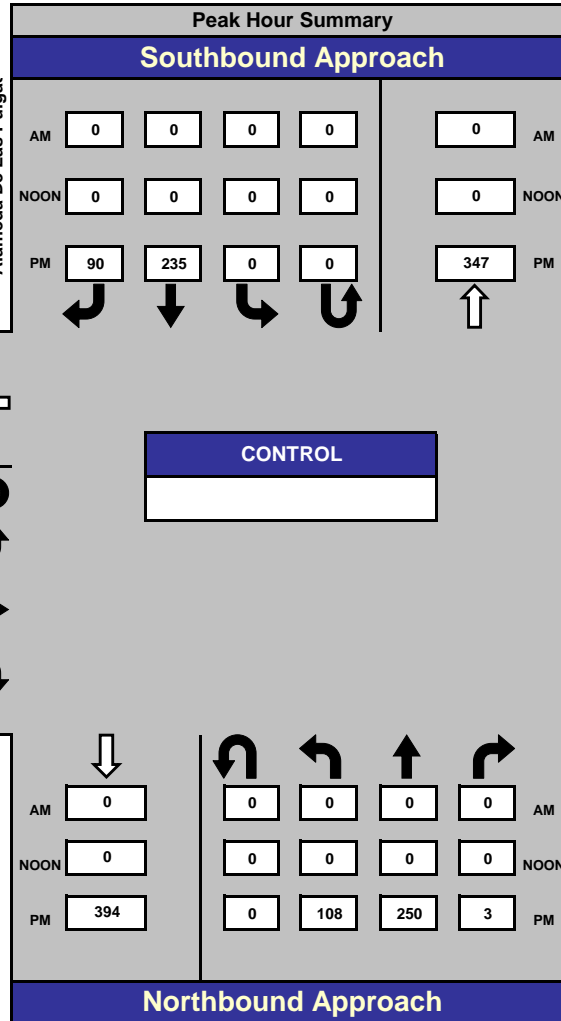 Peak Hour Summary
Southbound Approach
AM 0 0 0 0 0 AM
NOON 0 0 0 0 0 NOON
PM 90 235 0 0 347 PM
CONTROL
AM 0 0 0 0 0 AM
NOON 0 0 0 0 0 NOON
PM 394 0 108 250 3 PM
Northbound Approach